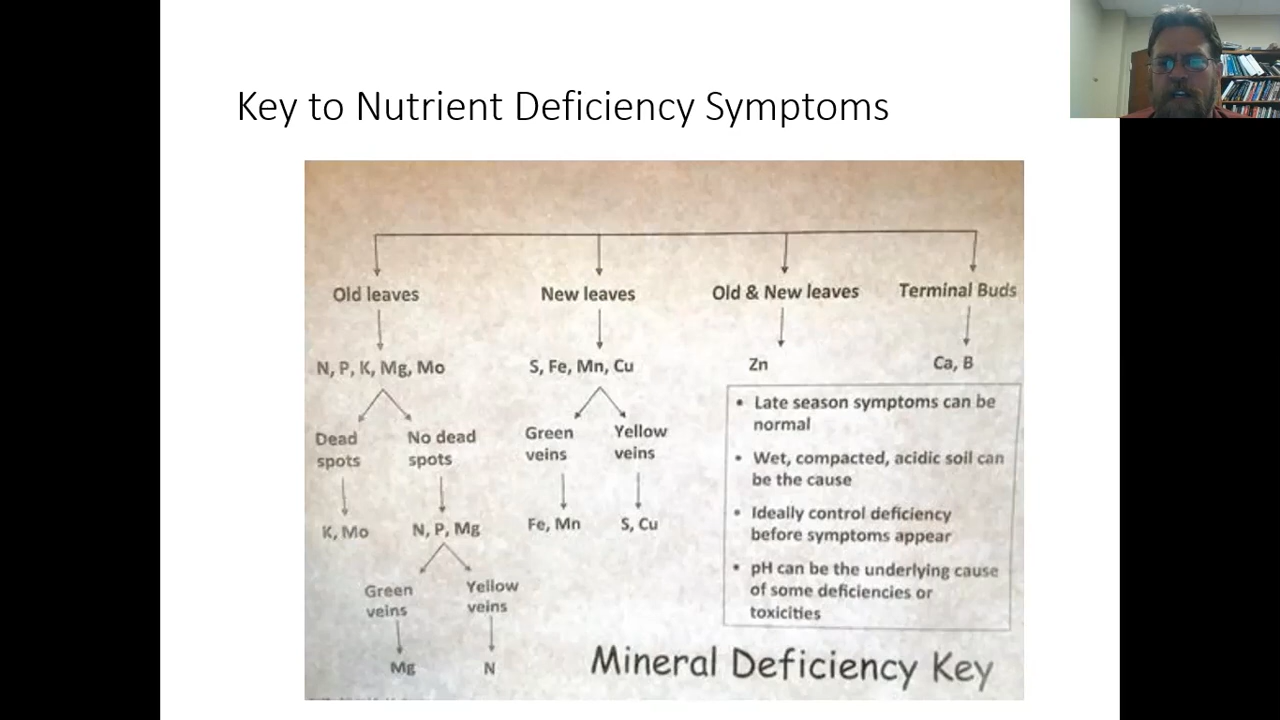 Key to Nutrient Deficiency Symptoms
Old leaves
New leaves
Old & New leaves
Terminal Buds
N, P, K, Mg, Mo
S, Fe, Mn, Cu
Zn
Ca, B
Dead
spots
No dead
spots
Green
veins
Yellow
veins
K, Mo
N, P, Mg
Fe, Mn
S, Cu
Green
veins
Yellow
veins
Mg
N
• Late season symptoms can be
normal
• Wet, compacted, acidic soil can
be the cause
• Ideally control deficiency
before symptoms appear
• pH can be the underlying cause
of some deficiencies or
toxicities
Mineral Deficiency Key